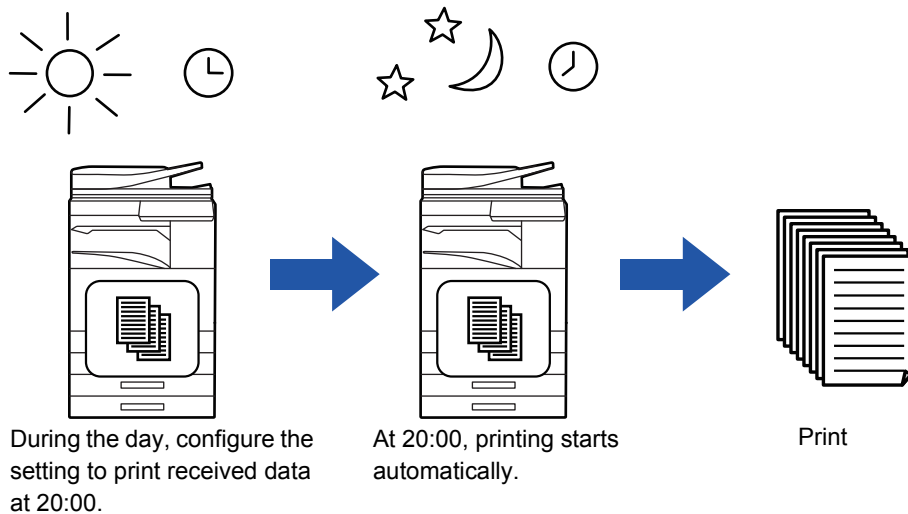 During the day, configure the
setting to print received data
at 20:00.
At 20:00, printing starts
automatically.
Print